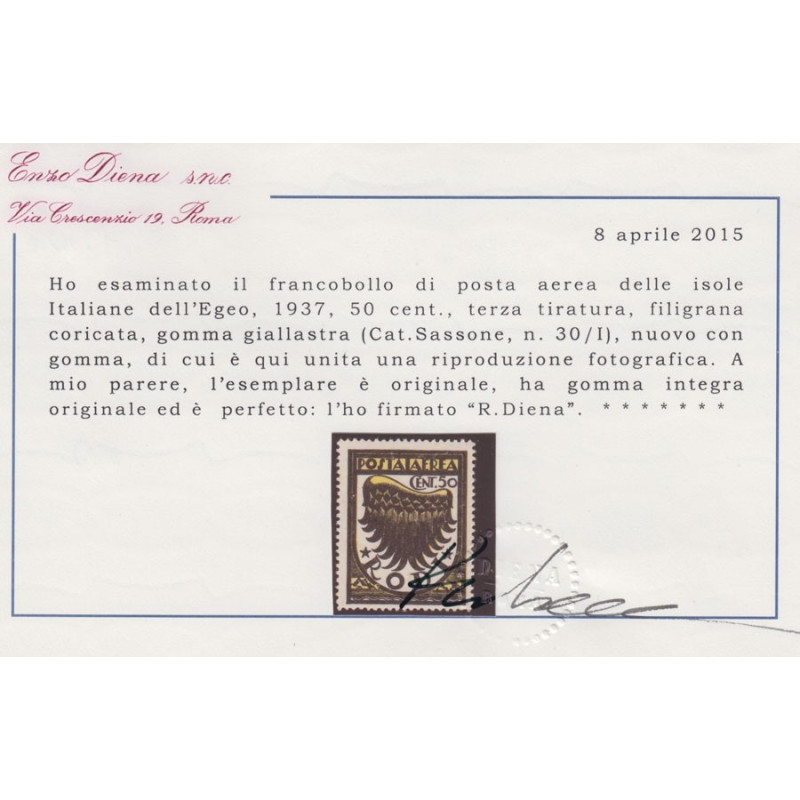 Enzo Diena s.n.c.
Via Crescenzio 19, Roma
8 aprile 2015
Ho esaminato il francobollo di posta aerea delle isole
Italiane dell'Egeo, 1937, 50 cent., terza tiratura, filigrana
coricata, gomma giallastra (Cat.Sassone, n. 30/I), nuovo con
gomma, di cui è qui unita una riproduzione fotografica. A
mio parere, l'esemplare è originale, ha gomma integra
originale ed è perfetto: l'ho firmato “R.Diena”. * * * * * * *
POSTA AEREA
CENT. 50